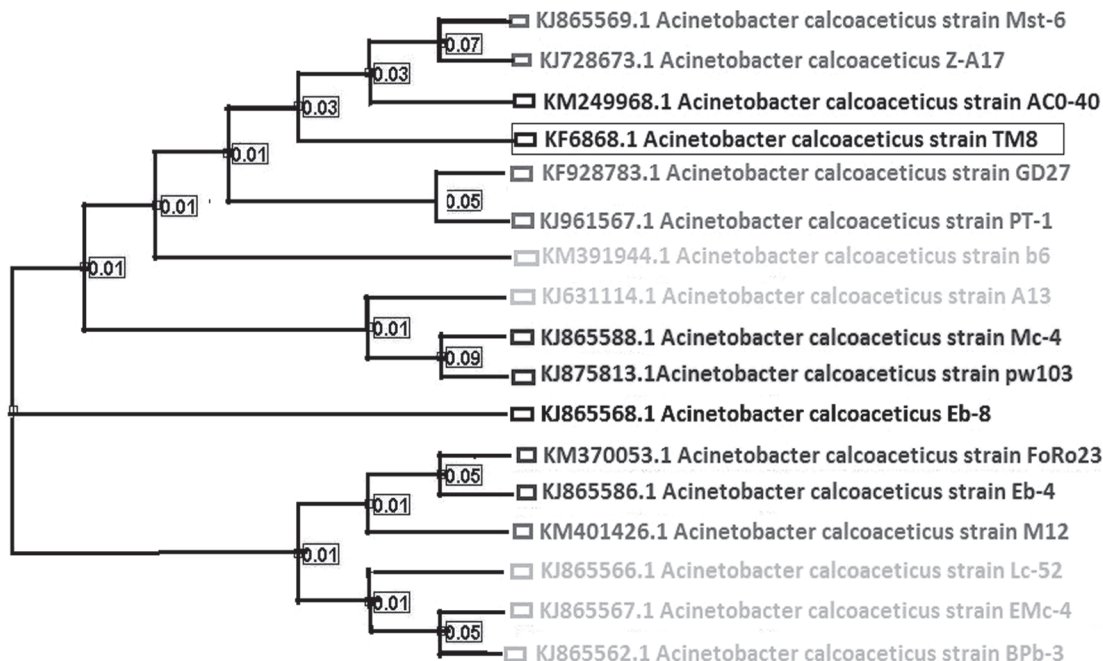 KJ865569.1 Acinetobacter calcoaceticus strain Mst-6
0.07
KJ728673.1 Acinetobacter calcoaceticus Z-A17
0.03
KM249968.1 Acinetobacter calcoaceticus strain AC0-40
0.03
KF6868.1 Acinetobacter calcoaceticus strain TM8
0.01
KF928783.1 Acinetobacter calcoaceticus strain GD27
0.05
0.01
KJ961567.1 Acinetobacter calcoaceticus strain PT-1
KM391944.1 Acinetobacter calcoaceticus strain b6
0.01
KJ631114.1 Acinetobacter calcoaceticus strain A13
0.01
KJ865588.1 Acinetobacter calcoaceticus strain Mc-4
0.09
KJ875813.1Acinetobacter calcoaceticus strain pw103
KJ865568.1 Acinetobacter calcoaceticus Eb-8
KM370053.1 Acinetobacter calcoaceticus strain FoRo23
0.05
KJ865586.1 Acinetobacter calcoaceticus strain Eb-4
0.01
KM401426.1 Acinetobacter calcoaceticus strain M12
0.01
KJ865566.1 Acinetobacter calcoaceticus strain Lc-52
0.01
KJ865567.1 Acinetobacter calcoaceticus strain EMc-4
0.05
KJ865562.1 Acinetobacter calcoaceticus strain BPb-3